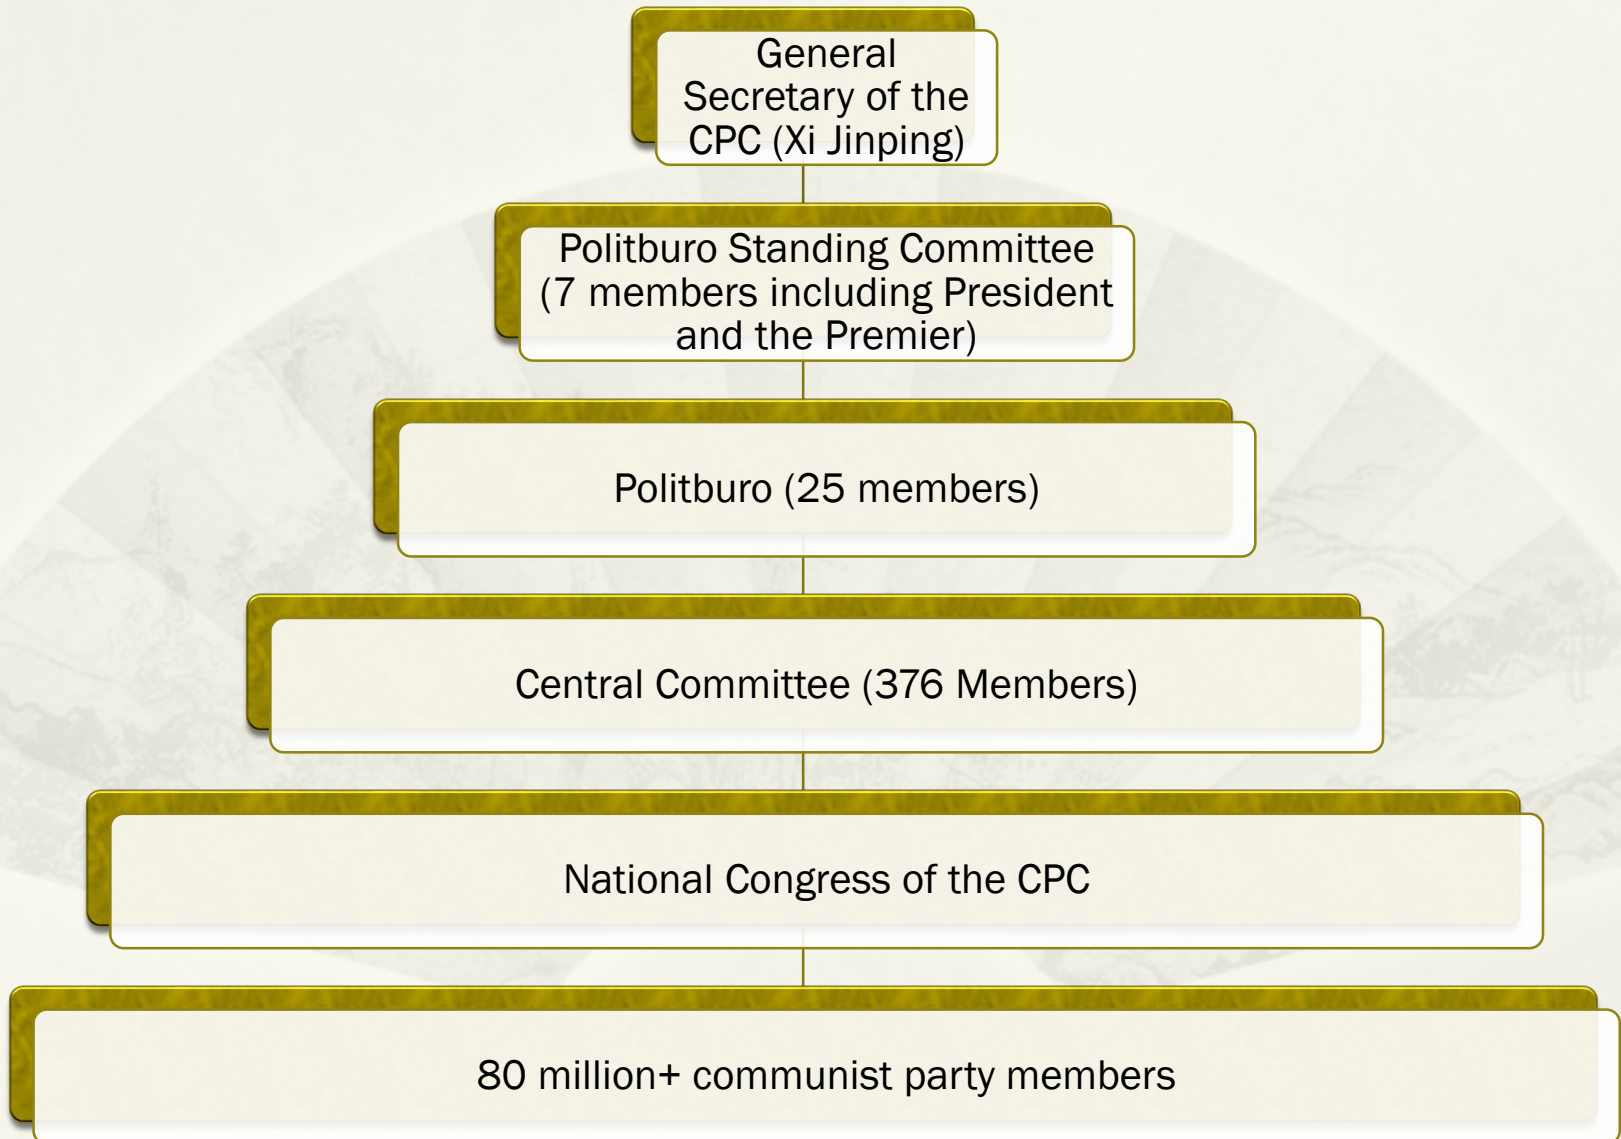 General
Secretary of the
CPC (Xi Jinping)
Politburo Standing Committee
(7 members including President
and the Premier)
Politburo (25 members)
Central Committee (376 Members)
National Congress of the CPC
80 million+ communist party members